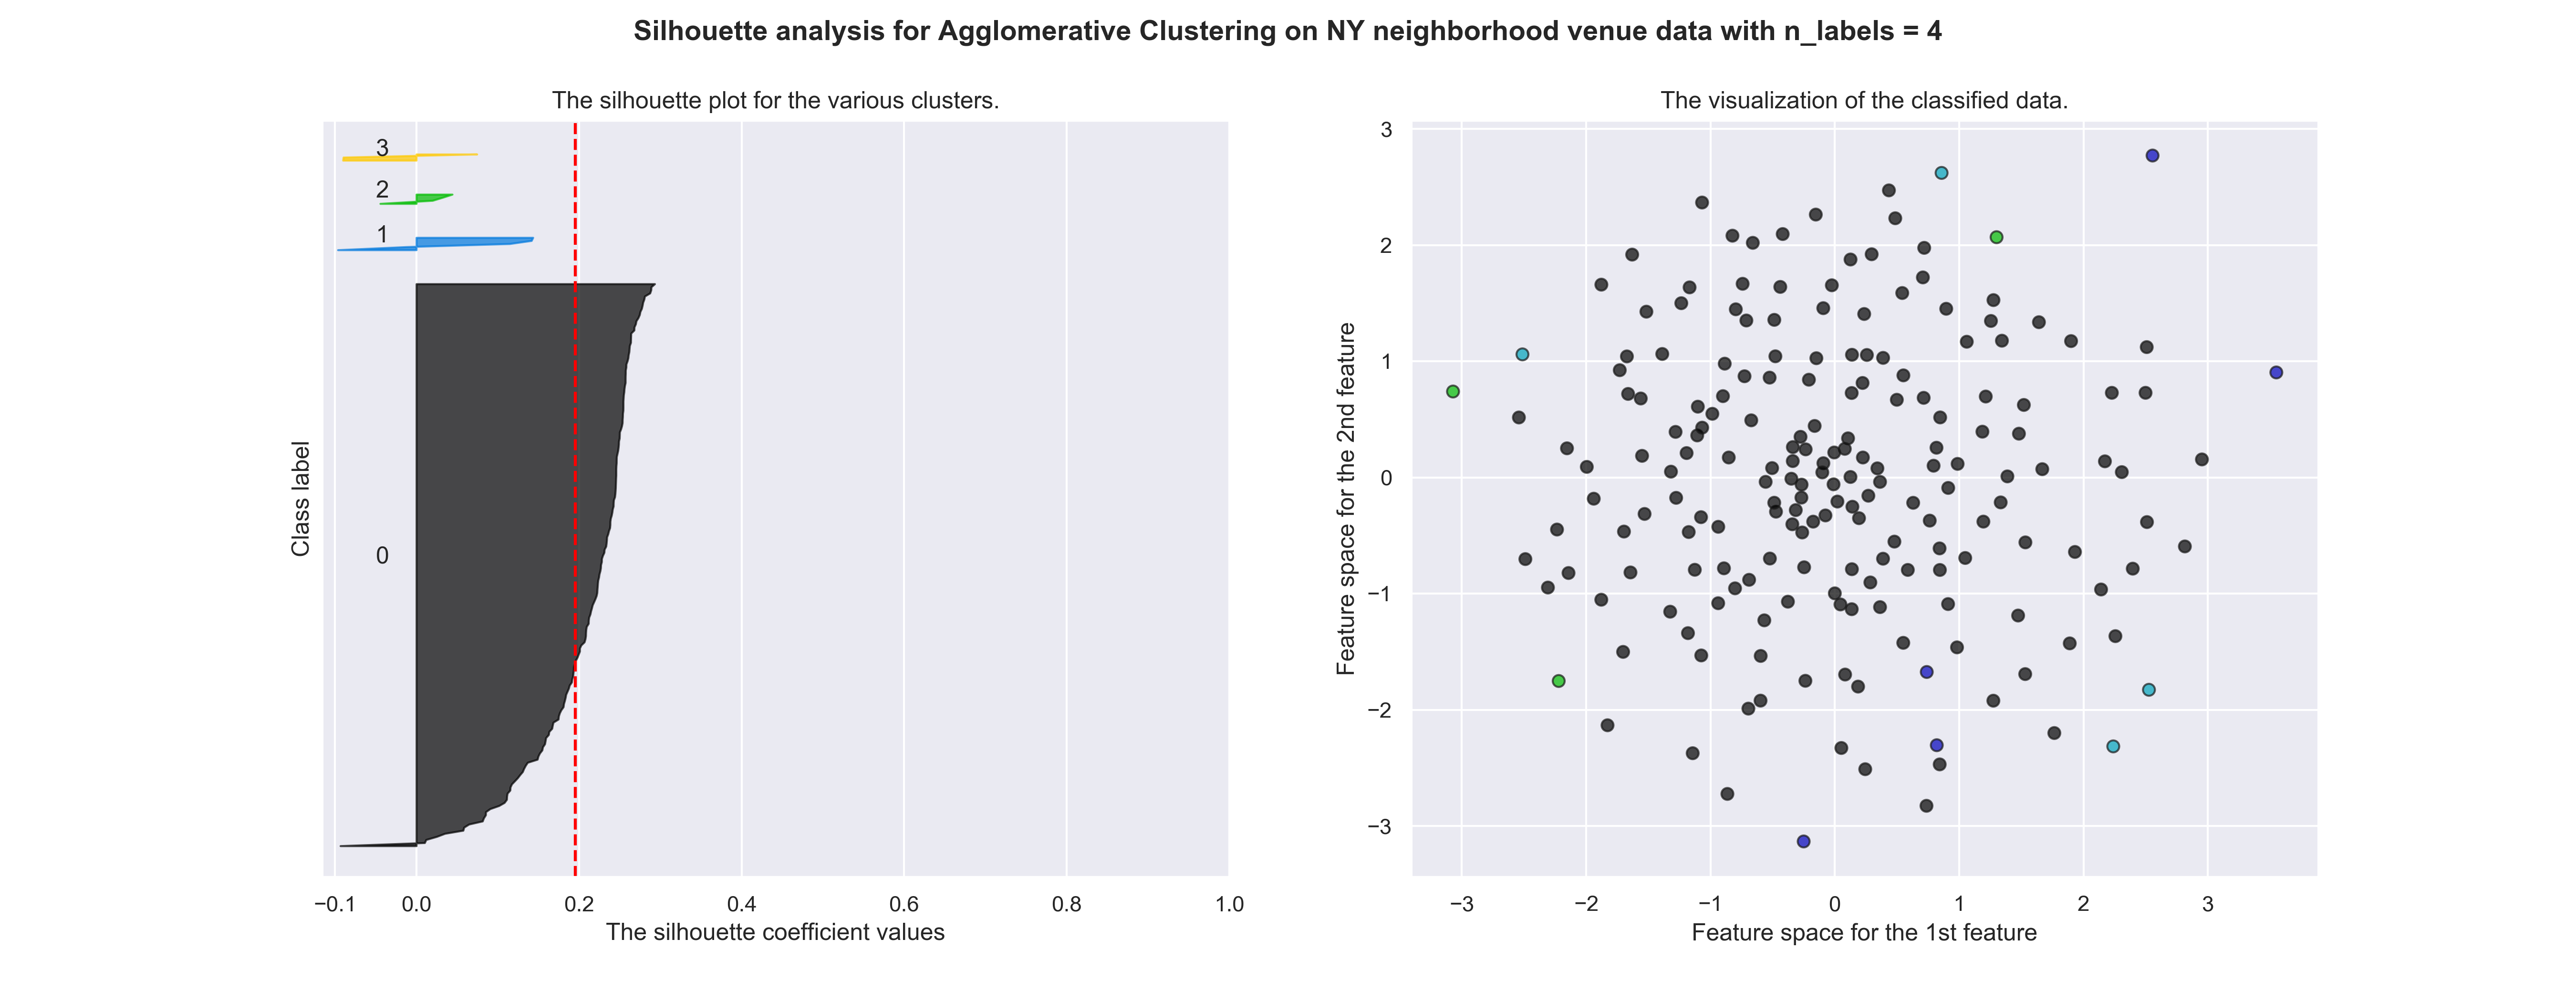 Silhouette analysis for Agglomerative Clustering on NY neighborhood venue data with n_labels = 4
The silhouette plot for the various clusters.
3
2
1
0
Class label
−0.1 0.0 0.2 0.4 0.6 0.8 1.0
The silhouette coefficient values
The visualization of the classified data.
3
2
1
0
−1
−2
−3
Feature space for the 2nd feature
−3 −2 −1 0 1 2 3
Feature space for the 1st feature